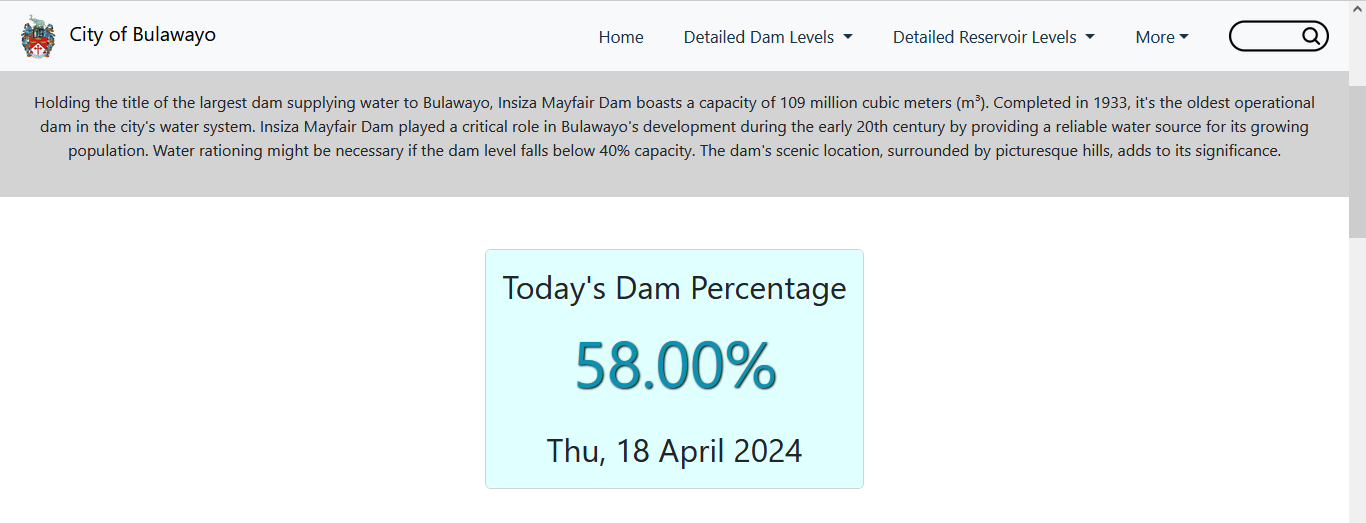 City of Bulawayo
Home
Detailed Dam Levels
Detailed Reservoir Levels
More
Holding the title of the largest dam supplying water to Bulawayo, Insiza Mayfair Dam boasts a capacity of 109 million cubic meters (m³). Completed in 1933, it's the oldest operational
dam in the city's water system. Insiza Mayfair Dam played a critical role in Bulawayo's development during the early 20th century by providing a reliable water source for its growing
population. Water rationing might be necessary if the dam level falls below 40% capacity. The dam's scenic location, surrounded by picturesque hills, adds to its significance.
Today's Dam Percentage
58.00%
Thu, 18 April 2024